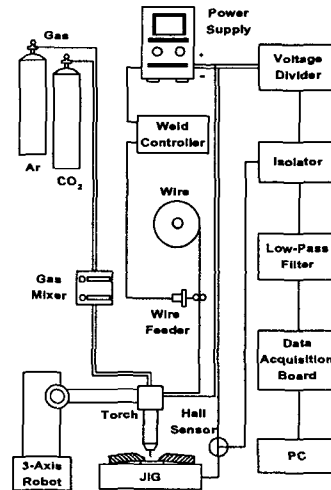 Gas
Power
Supply
+
-
Voltage
Divider
Weld
Controller
Ar
CO₂
Isolator
Wire
Gas
Mixer
Low-Pass
Filter
Wire
Feeder
Data
Acquisition
Board
Torch
Hall
Sensor
3-Axis
Robot
JIG
PC